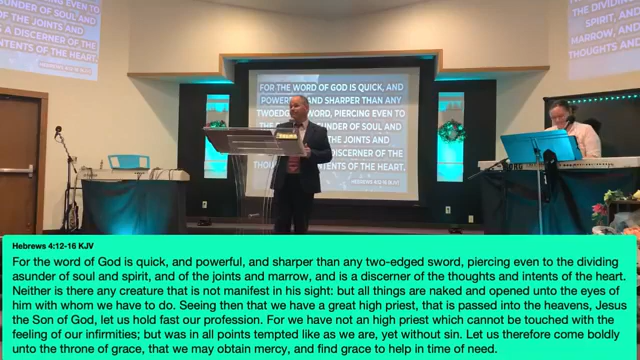 OF SOUL AND
THE JOINTS AND
IS A DISCERNER OF THE
INTENTS OF THE HEART.
THE DIVIDING
SPIRIT,
MARROW, AND
THOUGHTS AND
FOR THE WORD OF GOD IS QUICK, AND
AND SHARPER THAN ANY
TWOEDGED PIERCING EVEN TO
OF SOUL AND
THE JOINTS AND
DISCERNER OF THE
INTENTS OF THE HEART.
Hebrews 4:12-16 KJV
For the word of God is quick, and powerful, and sharper than any two-edged sword, piercing even to the dividing
asunder of soul and spirit, and of the joints and marrow, and is a discerner of the thoughts and intents of the heart.
Neither is there any creature that is not manifest in his sight: but all things are naked and opened unto the eyes of
him with whom we have to do. Seeing then that we have a great high priest, that is passed into the heavens, Jesus
the Son of God, let us hold fast our profession. For we have not an high priest which cannot be touched with the
feeling of our infirmities; but was in all points tempted like as we are, yet without sin. Let us therefore come boldly
unto the throne of grace, that we may obtain mercy, and find grace to help in time of need.